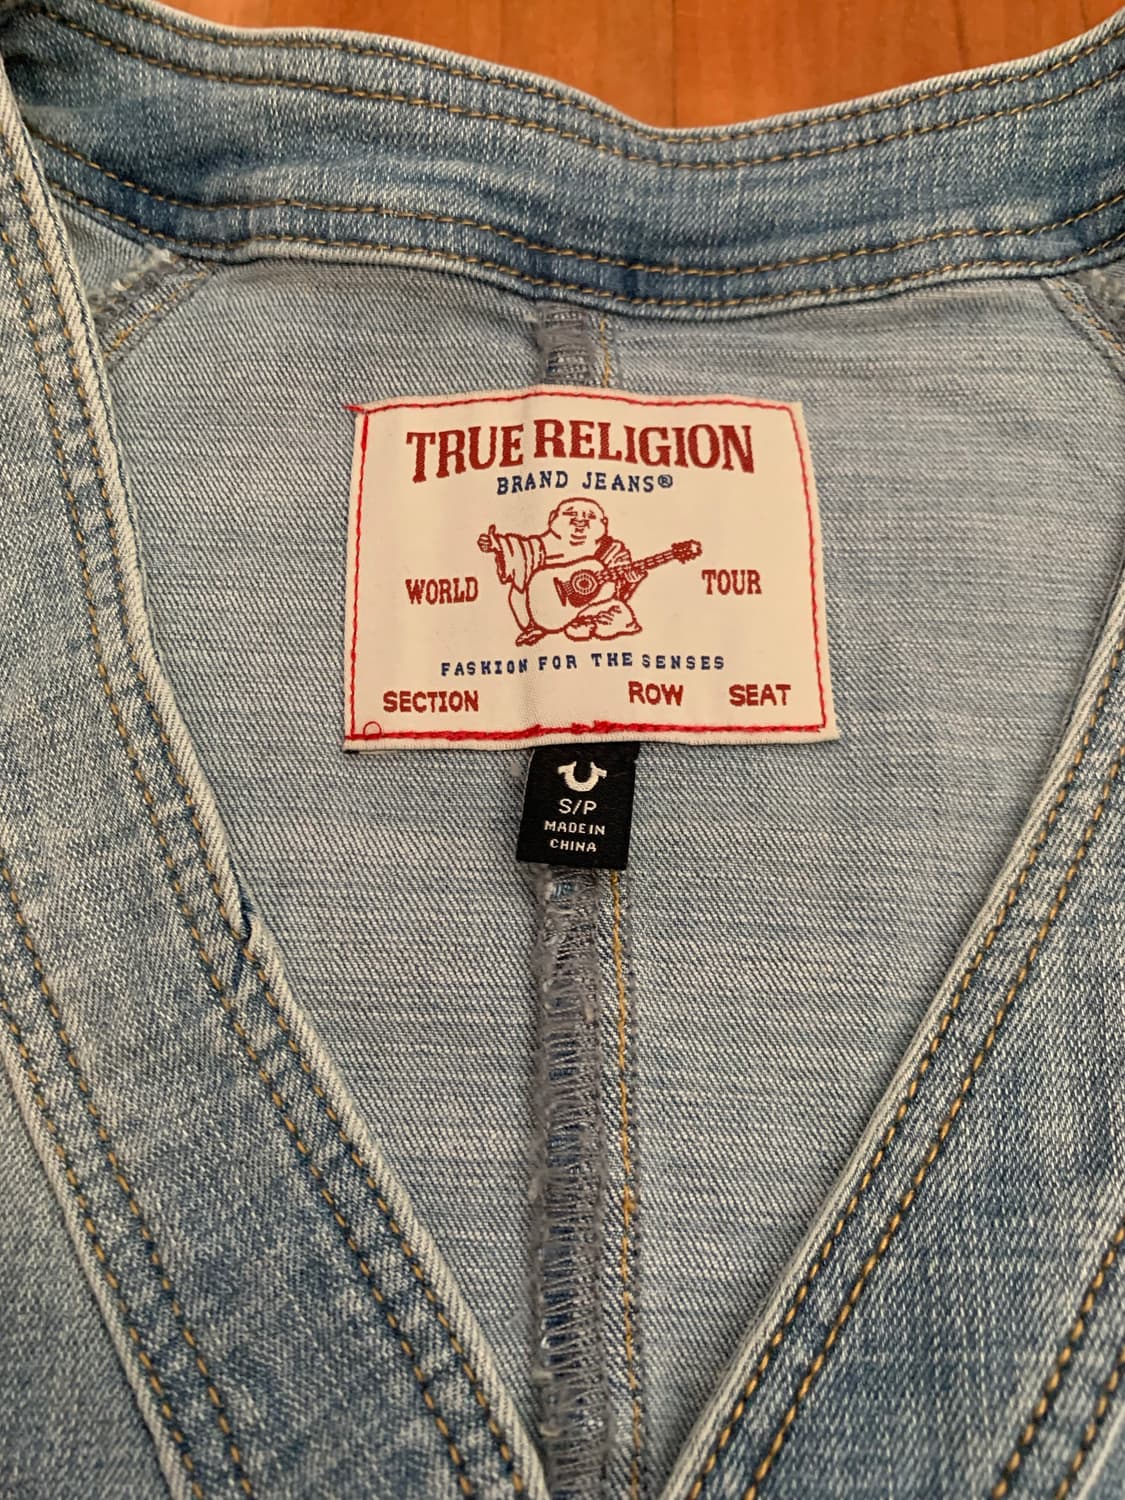 TRUE RELIGION
BRAND JEANS®
WORLD TOUR
FASHION FOR THE SENSES
SECTION ROW SEAT
S/P
MADE IN
CHINA